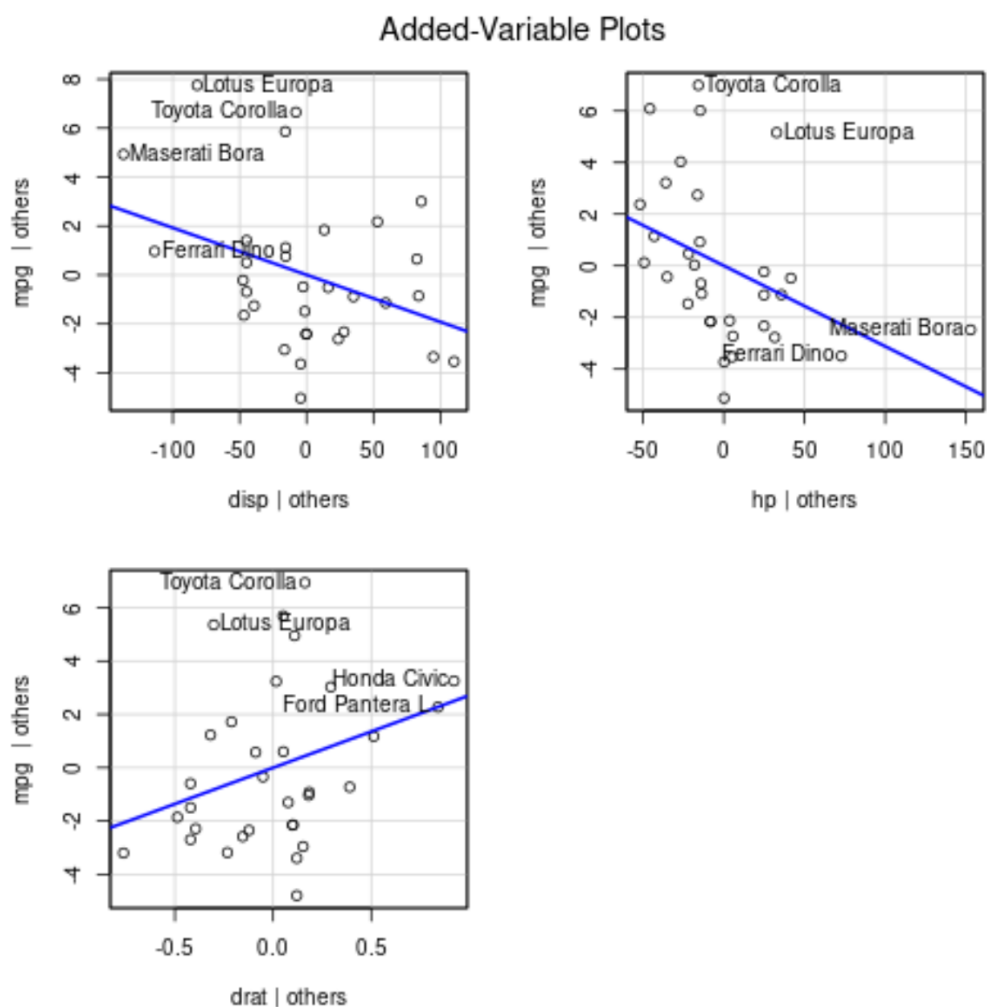 Added-Variable Plots
mpg | others
8
6
4
2
0
-2
-4
Lotus Europa
Toyota Corolla
Maserati Bora
Ferrari Dino
-100 -50 0 50 100
disp | others
mpg | others
6
4
2
0
-2
-4
Toyota Corolla
Lotus Europa
Maserati Bora
Ferrari Dino
-50 0 50 100 150
hp | others
mpg | others
6
4
2
0
-2
-4
Toyota Corolla
Lotus Europa
Honda Civic
Ford Pantera L
-0.5 0.0 0.5
drat | others